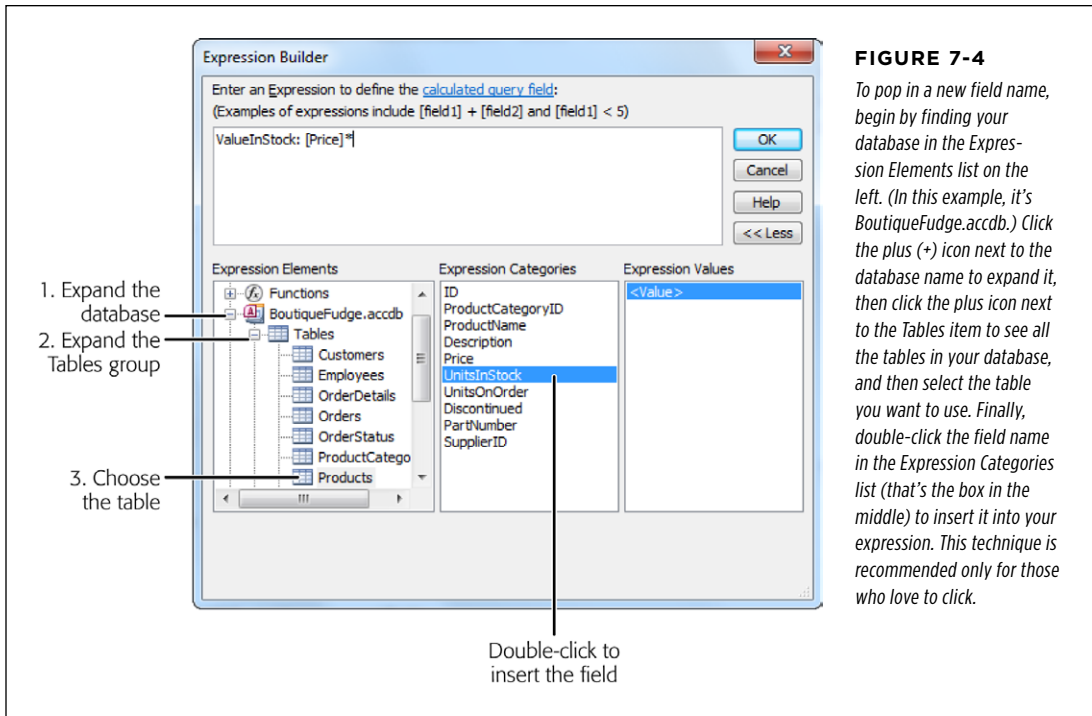 Expression Builder
Enter an Expression to define the calculated query field:
(Examples of expressions include [field1] + [field2] and [field1] < 5)
ValueInStock: [Price]*
OK
Cancel
Help
<< Less
Expression Elements
Functions
BoutiqueFudge.accdb
Tables
Customers
Employees
OrderDetails
Orders
OrderStatus
ProductCatego
Products
Expression Categories
ID
ProductCategoryID
ProductName
Description
Price
UnitsInStock
UnitsOnOrder
Discontinued
PartNumber
SupplierID
Expression Values
<Value>
1. Expand the
database
2. Expand the
Tables group
3. Choose
the table
Double-click to
insert the field
FIGURE 7-4
To pop in a new field name,
begin by finding your
database in the Expres-
sion Elements list on the
left. (In this example, it's
BoutiqueFudge.accdb.) Click
the plus (+) icon next to the
database name to expand it,
then click the plus icon next
to the Tables item to see all
the tables in your database,
and then select the table
you want to use. Finally,
double-click the field name
in the Expression Categories
list (that's the box in the
middle) to insert it into your
expression. This technique is
recommended only for those
who love to click.